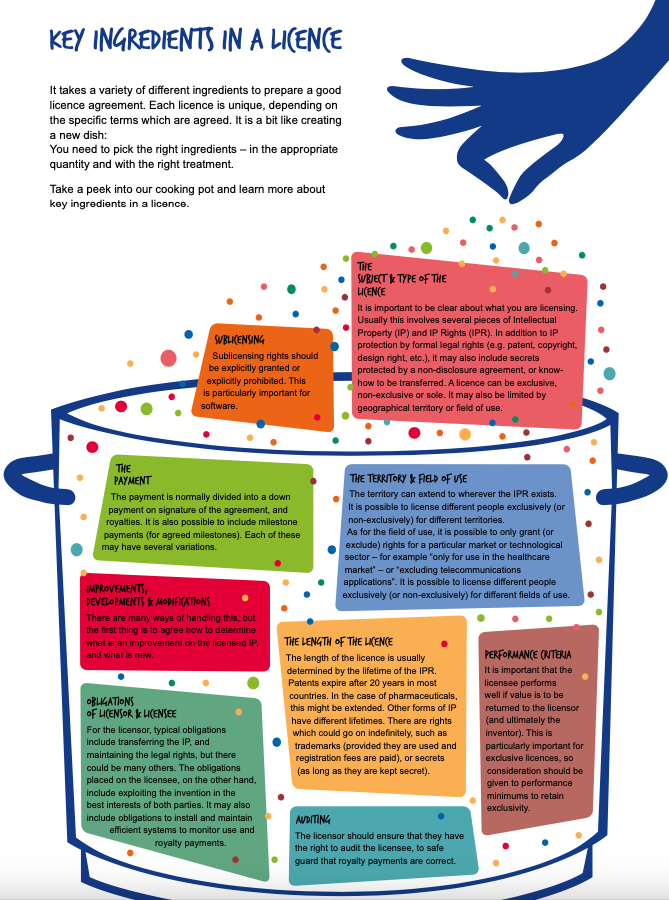 KEY INGREDIENTS IN A LICENCE
It takes a variety of different ingredients to prepare a good
licence agreement. Each licence is unique, depending on
the specific terms which are agreed. It is a bit like creating
a new dish:
You need to pick the right ingredients – in the appropriate
quantity and with the right treatment.
Take a peek into our cooking pot and learn more about
key ingredients in a licence.
THE
SUBJECT & TYPE OF THE
LICENCE
It is important to be clear about what you are licensing.
Usually this involves several pieces of Intellectual
Property (IP) and IP Rights (IPR). In addition to IP
protection by formal legal rights (e.g. patent, copyright,
design right, etc.), it may also include secrets
protected by a non-disclosure agreement, or know-
how to be transferred. A licence can be exclusive,
non-exclusive or sole. It may also be limited by
geographical territory or field of use.
SUBLICENSING
Sublicensing rights should
be explicitly granted or
explicitly prohibited. This
is particularly important for
software.
THE
PAYMENT
The payment is normally divided into a down
payment on signature of the agreement, and
royalties. It is also possible to include milestone
payments (for agreed milestones). Each of these
may have several variations.
THE TERRITORY & FIELD OF USE
The territory can extend to wherever the IPR exists.
It is possible to license different people exclusively (or
non-exclusively) for different territories.
As for the field of use, it is possible to only grant (or
exclude) rights for a particular market or technological
sector – for example “only for use in the healthcare
market” – or “excluding telecommunications
applications”. It is possible to license different people
exclusively (or non-exclusively) for different fields of use.
IMPROVEMENTS,
DEVELOPMENTS & MODIFICATIONS
There are many ways of handling this, but
the first thing is to agree how to determine
what is an improvement on the licensed IP,
and what is new.
THE LENGTH OF THE LICENCE
The length of the licence is usually
determined by the lifetime of the IPR.
Patents expire after 20 years in most
countries. In the case of pharmaceuticals,
this might be extended. Other forms of IP
have different lifetimes. There are rights
which could go on indefinitely, such as
trademarks (provided they are used and
registration fees are paid), or secrets
(as long as they are kept secret).
PERFORMANCE CRITERIA
It is important that the
licensee performs
well if value is to be
returned to the licensor
(and ultimately the
inventor). This is
particularly important for
exclusive licences, so
consideration should be
given to performance
minimums to retain
exclusivity.
OBLIGATIONS
OF LICENSOR & LICENSEE
For the licensor, typical obligations
include transferring the IP, and
maintaining the legal rights, but there
could be many others. The obligations
placed on the licensee, on the other hand,
include exploiting the invention in the
best interests of both parties. It may also
include obligations to install and maintain
efficient systems to monitor use and
royalty payments.
AUDITING
The licensor should ensure that they have
the right to audit the licensee, to safe
guard that royalty payments are correct.